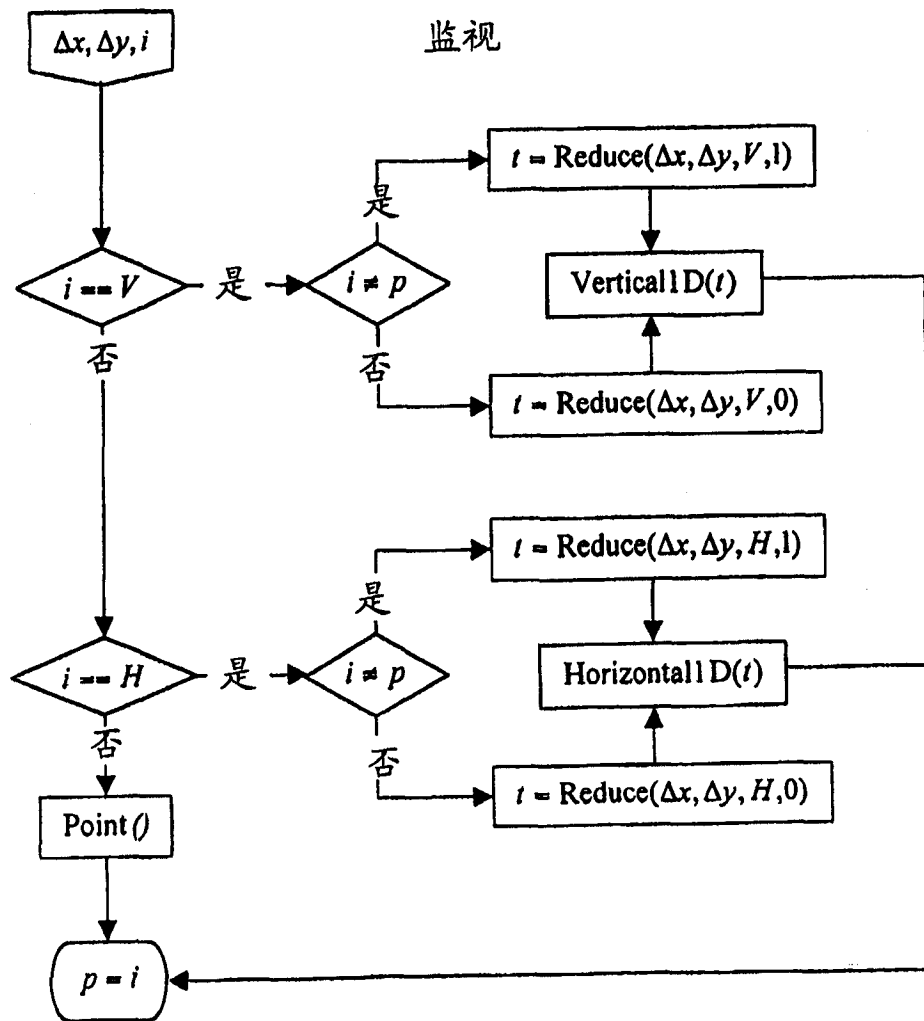 Δx, Δy, i
监视
t = Reduce(Δx, Δy, V, 1)
是
i == V
是
i ≠ p
Vertical1D(t)
否
否
t = Reduce(Δx, Δy, V, 0)
t = Reduce(Δx, Δy, H, 1)
是
i == H
是
i ≠ p
Horizontal1D(t)
否
否
t = Reduce(Δx, Δy, H, 0)
Point()
p = i